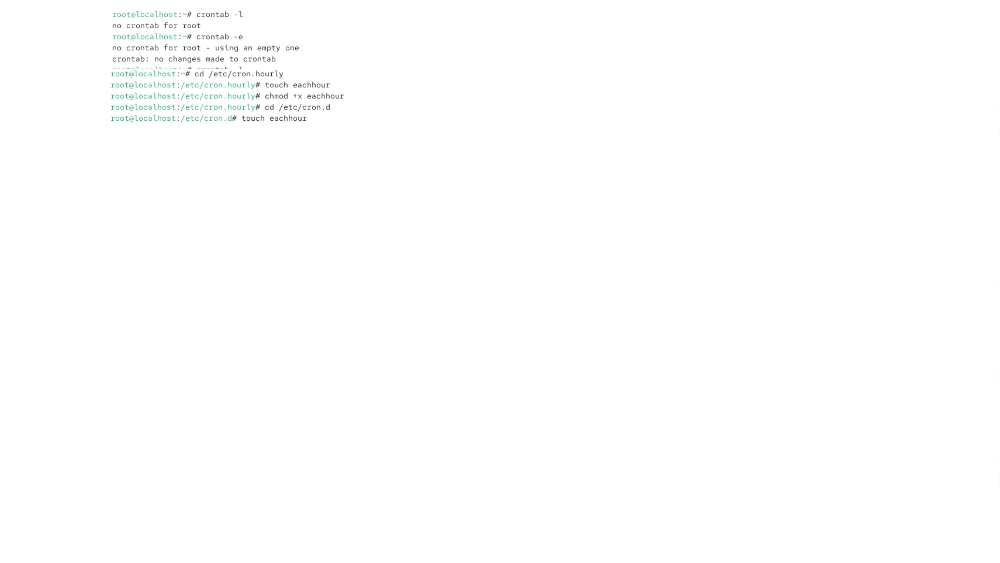 root@localhost:~# crontab -l
no crontab for root
root@localhost:~# crontab -e
no crontab for root - using an empty one
crontab: no changes made to crontab
root@localhost:~# cd /etc/cron.hourly
root@localhost:/etc/cron.hourly# touch eachhour
root@localhost:/etc/cron.hourly# chmod +x eachhour
root@localhost:/etc/cron.hourly# cd /etc/cron.d
root@localhost:/etc/cron.d# touch eachhour